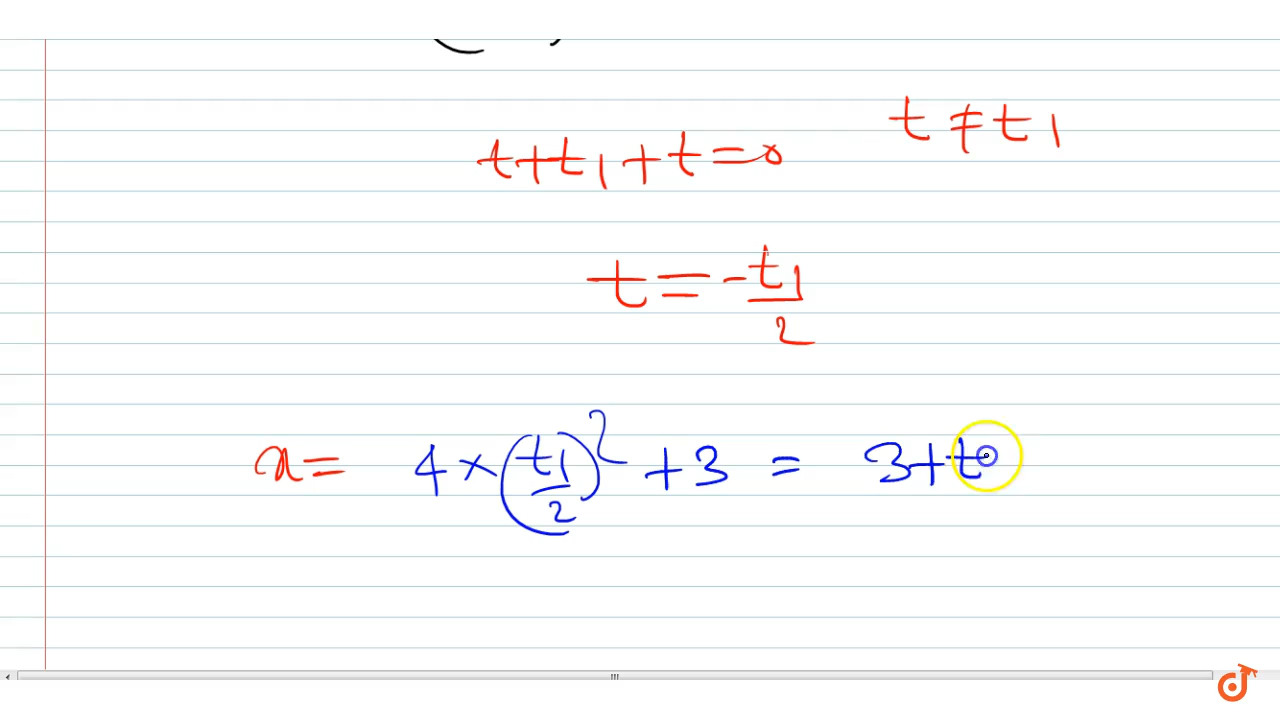 t ≠ t1
t+t1+t=0
t = -t1/2
x = 4×(t1/2)² +3 = 3+t